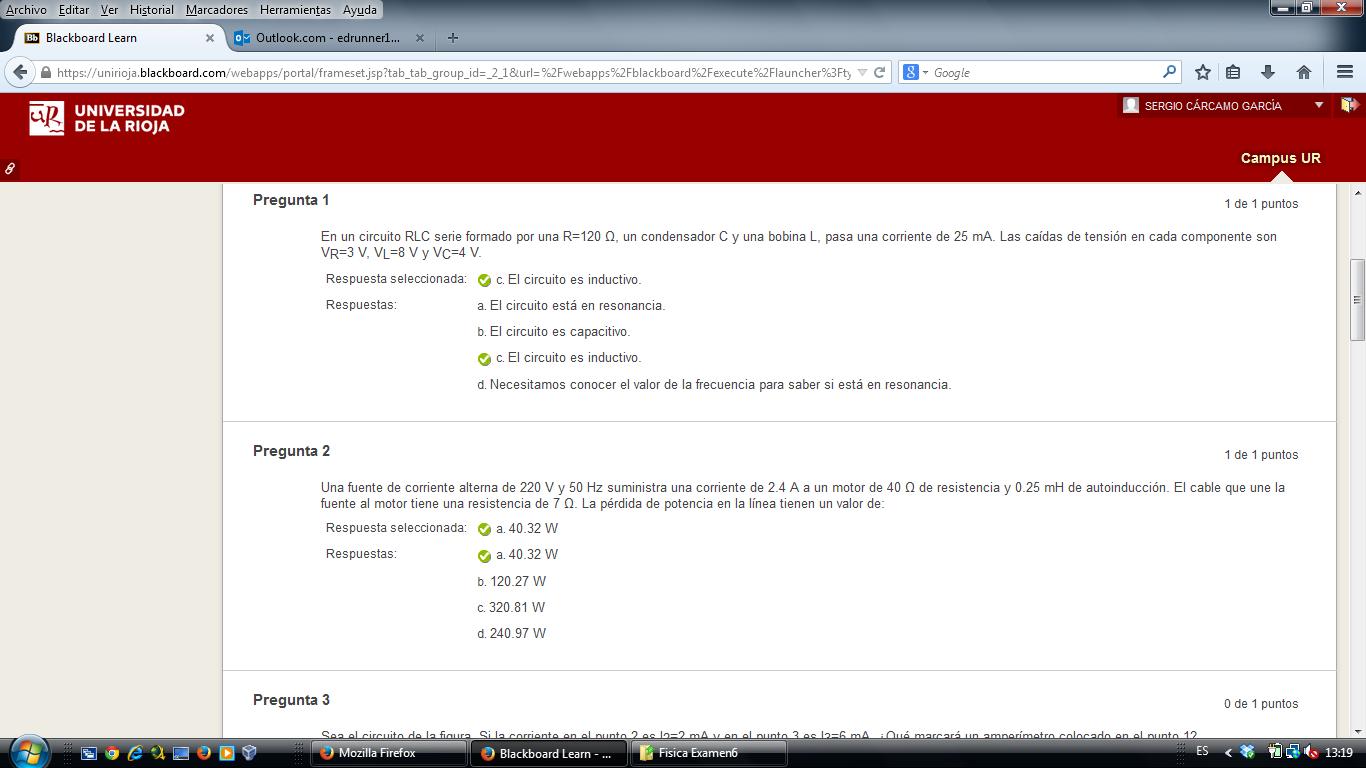 Archivo Editar Ver Historial Marcadores Herramientas Ayuda
Bb Blackboard Learn
Outlook.com - edrunner1...
https://unirioja.blackboard.com/webapps/portal/frameset.jsp?tab_tab_group_id=_2_1&url=%2Fwebapps%2Fblackboard%2Fexecute%2Flauncher%3Fty
Google
UNIVERSIDAD
DE LA RIOJA
SERGIO CÁRCAMO GARCÍA
Campus UR
Pregunta 1
1 de 1 puntos
En un circuito RLC serie formado por una R=120 Ω, un condensador C y una bobina L, pasa una corriente de 25 mA. Las caídas de tensión en cada componente son
VR=3 V, VL=8 V y VC=4 V.
Respuesta seleccionada: c. El circuito es inductivo.
Respuestas: a. El circuito está en resonancia.
b. El circuito es capacitivo.
c. El circuito es inductivo.
d. Necesitamos conocer el valor de la frecuencia para saber si está en resonancia.
Pregunta 2
1 de 1 puntos
Una fuente de corriente alterna de 220 V y 50 Hz suministra una corriente de 2.4 A a un motor de 40 Ω de resistencia y 0.25 mH de autoinducción. El cable que une la
fuente al motor tiene una resistencia de 7 Ω. La pérdida de potencia en la línea tienen un valor de:
Respuesta seleccionada: a. 40.32 W
Respuestas: a. 40.32 W
b. 120.27 W
c. 320.81 W
d. 240.97 W
Pregunta 3
0 de 1 puntos
Sea el circuito de la figura. Si la corriente en el punto 2 es I2=2 mA y en el punto 3 es I3=6 mA. ¿Qué marcará un amperímetro colocado en el punto 1?
Mozilla Firefox
Blackboard Learn - ...
Fisica Examen6
ES
13:19